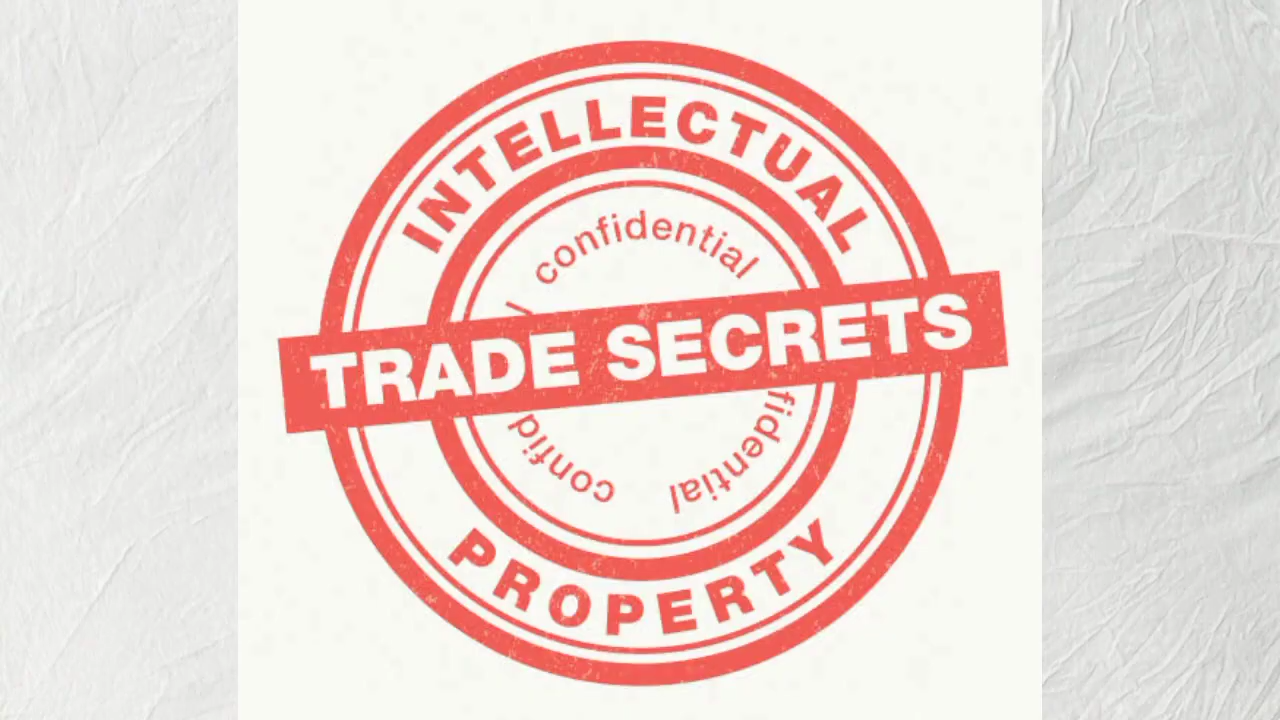 INTELLECTUAL
confidential
TRADE SECRETS
fidential
confid
PROPERTY